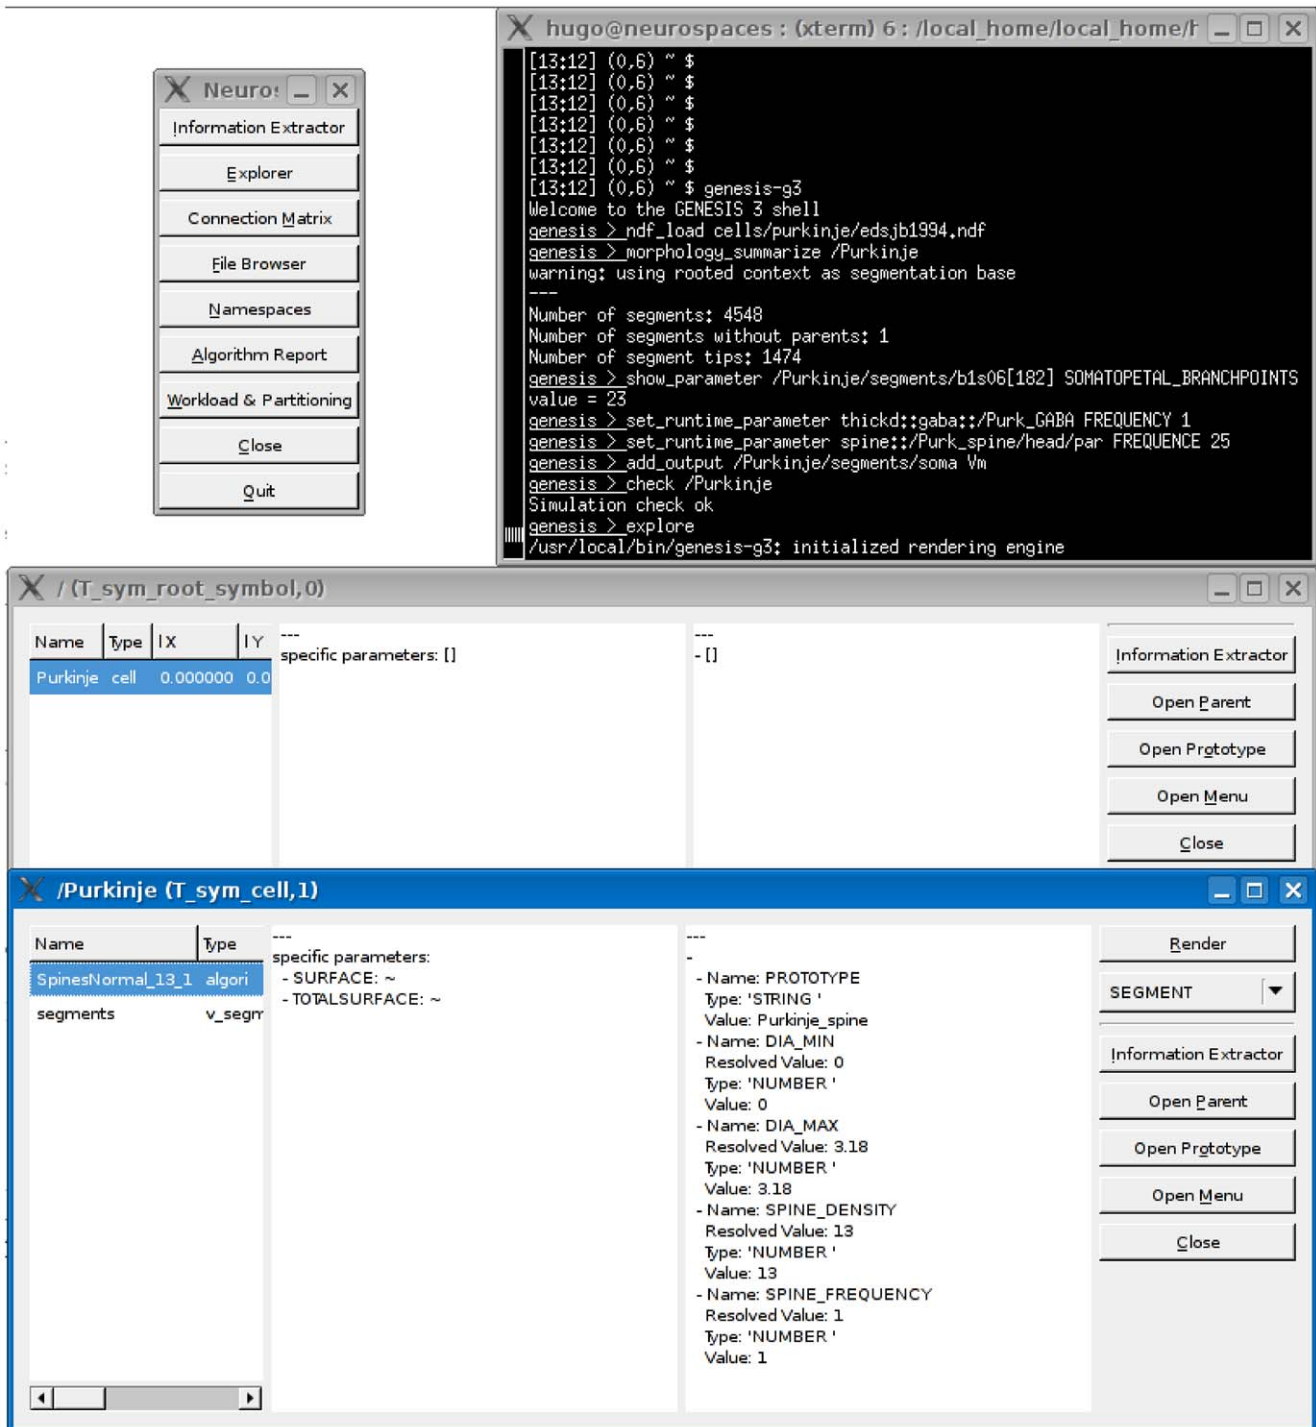 Neuro
Information Extractor
Explorer
Connection Matrix
File Browser
Namespaces
Algorithm Report
Workload & Partitioning
Close
Quit
hugo@neurospaces : (xterm) 6 : /local_home/local_home/h
[13:12] (0,6) ~ $
[13:12] (0,6) ~ $
[13:12] (0,6) ~ $
[13:12] (0,6) ~ $
[13:12] (0,6) ~ $
[13:12] (0,6) ~ $
[13:12] (0,6) ~ $ genesis-g3
Welcome to the GENESIS 3 shell
genesis > ndf_load cells/purkinje/edsjb1994.ndf
genesis > morphology_summarize /Purkinje
warning: using rooted context as segmentation base
---
Number of segments: 4548
Number of segments without parents: 1
Number of segment tips: 1474
genesis > show_parameter /Purkinje/segments/b1s06[182] SOMATOPETAL_BRANCHPOINTS
value = 23
genesis > set_runtime_parameter thickd::gaba::/Purk_GABA FREQUENCY 1
genesis > set_runtime_parameter spine::/Purk_spine/head/par FREQUENCE 25
genesis > add_output /Purkinje/segments/soma Vm
genesis > check /Purkinje
Simulation check ok
genesis > explore
/usr/local/bin/genesis-g3: initialized rendering engine
/ (T_sym_root_symbol,0)
Name Type l X l Y
Purkinje cell 0.000000 0.0
---
specific parameters: []
---
- []
Information Extractor
Open Parent
Open Prototype
Open Menu
Close
/Purkinje (T_sym_cell,1)
Name Type
SpinesNormal_13_1 algori
segments v_segm
---
specific parameters:
- SURFACE: ~
- TOTALSURFACE: ~
---
-
- Name: PROTOTYPE
Type: 'STRING '
Value: Purkinje_spine
- Name: DIA_MIN
Resolved Value: 0
Type: 'NUMBER '
Value: 0
- Name: DIA_MAX
Resolved Value: 3.18
Type: 'NUMBER '
Value: 3.18
- Name: SPINE_DENSITY
Resolved Value: 13
Type: 'NUMBER '
Value: 13
- Name: SPINE_FREQUENCY
Resolved Value: 1
Type: 'NUMBER '
Value: 1
Render
SEGMENT
Information Extractor
Open Parent
Open Prototype
Open Menu
Close